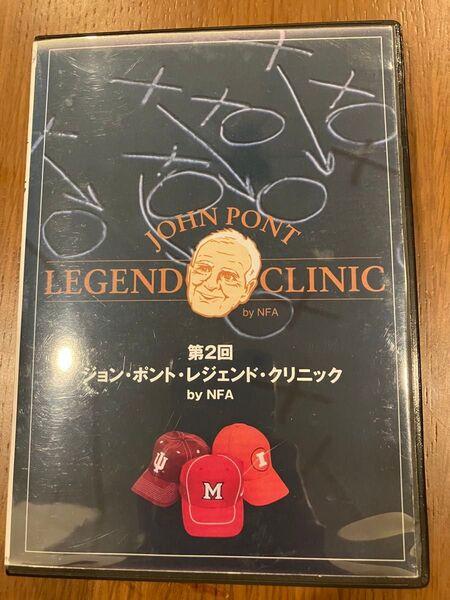 JOHN PONT
LEGEND CLINIC
by NFA
第2回
ジョン・ポント・レジェンド・クリニック
by NFA
IU
M
I